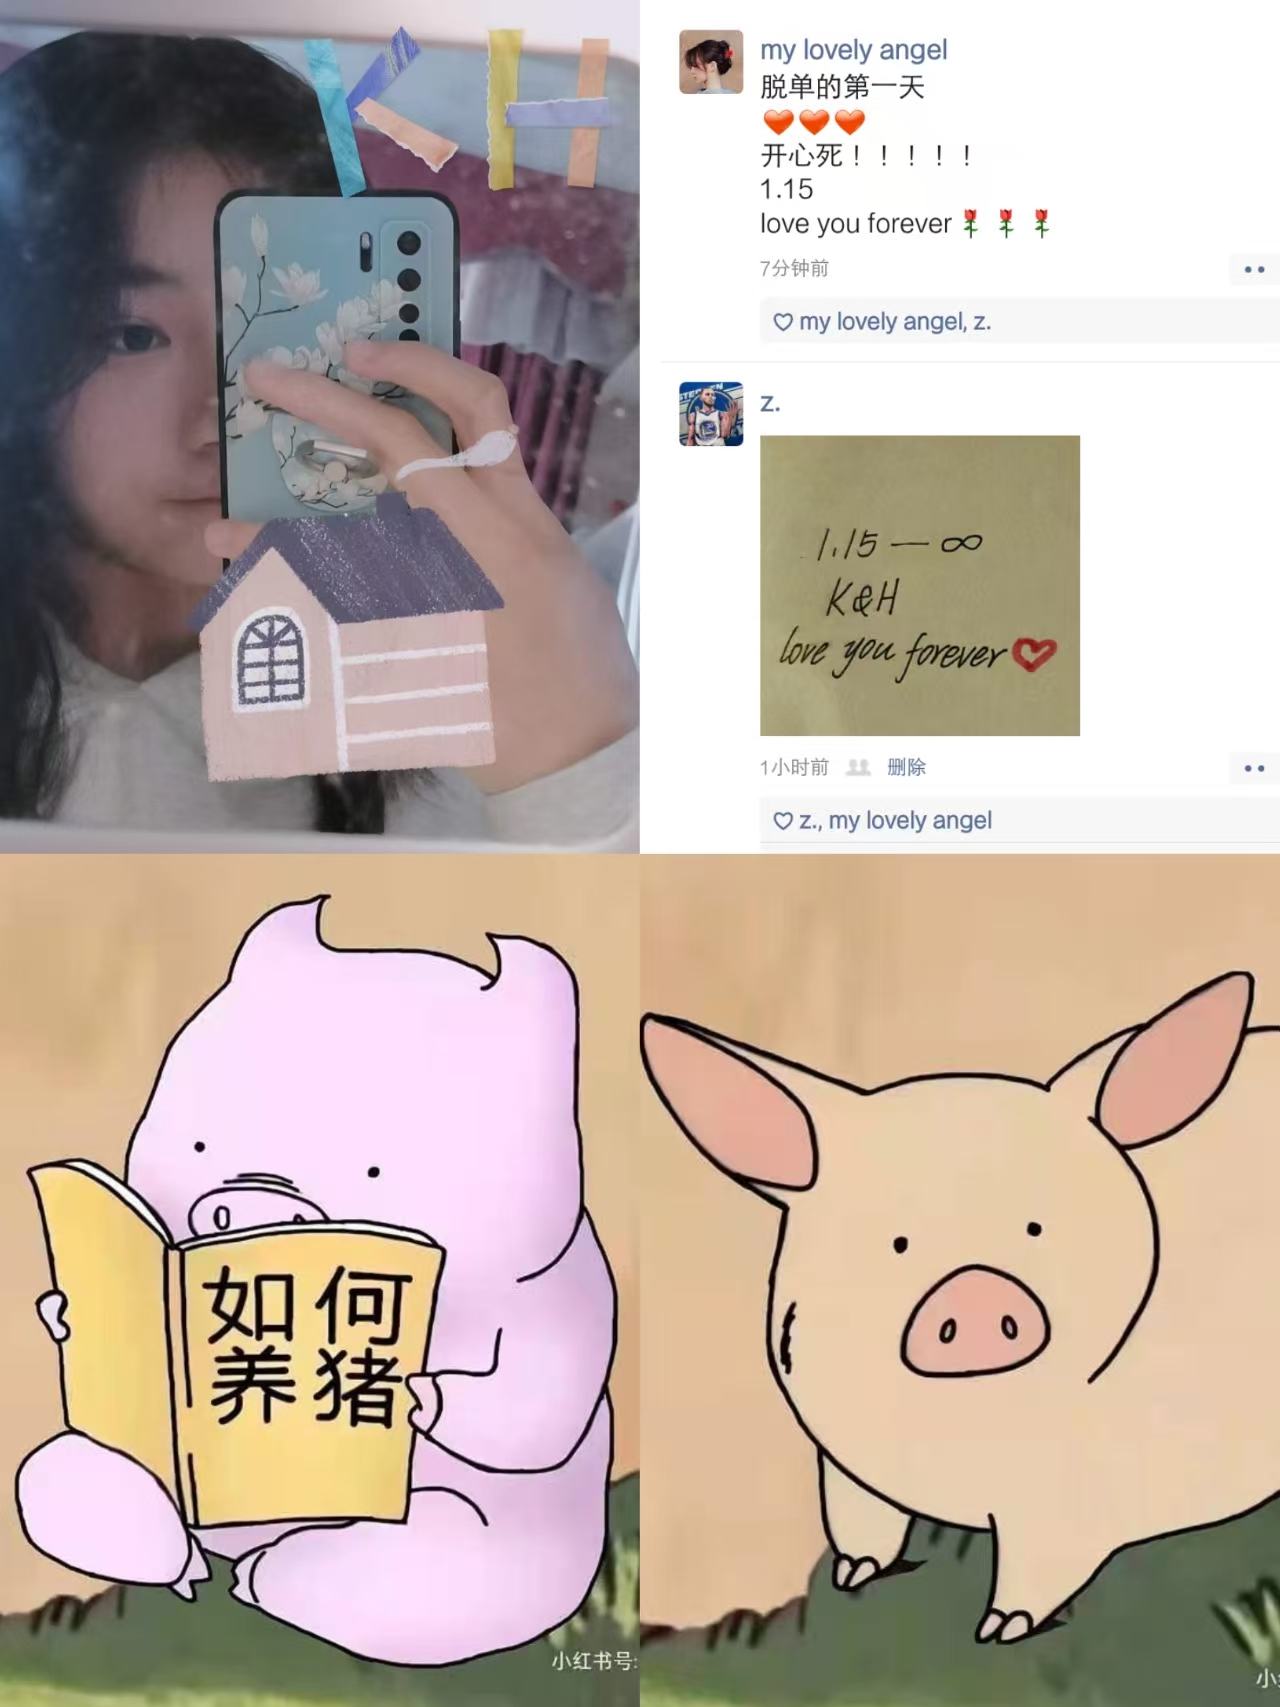 KH
my lovely angel
脱单的第一天
❤❤❤
开心死！！！！！
1.15
love you forever🌹🌹🌹
7分钟前
♡ my lovely angel, z.
z.
1.15 — ∞
K&H
love you forever♡
1小时前 删除
♡ z., my lovely angel
如何
养猪
小红书号:
小